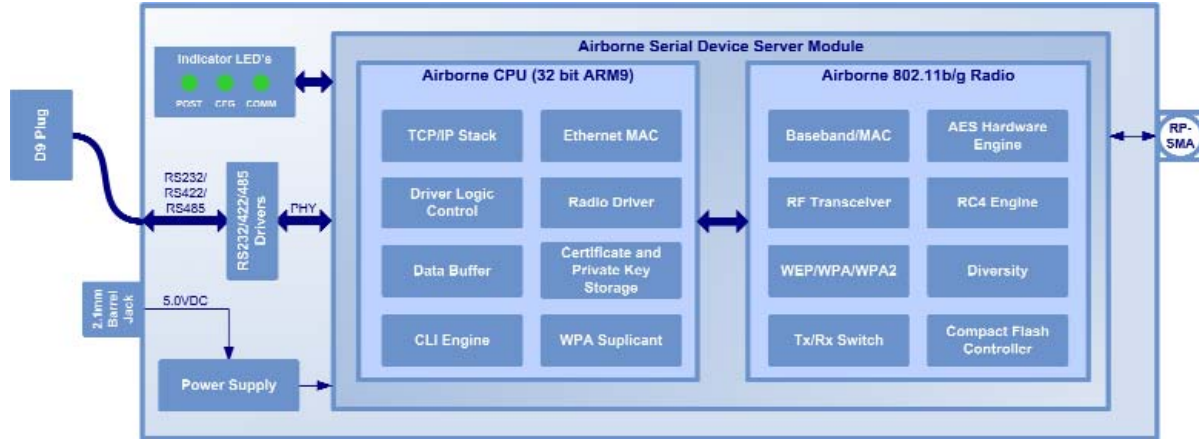 Airborne Serial Device Server Module
Indicator LED's
POST CFG COMM
D9 Plug
RS232/
RS422/
RS485
RS232/422/485
Drivers
PHY
2.1mm
Barrel
Jack
5.0VDC
Power Supply
Airborne CPU (32 bit ARM9)
TCP/IP Stack
Ethernet MAC
Driver Logic
Control
Radio Driver
Data Buffer
Certificate and
Private Key
Storage
CLI Engine
WPA Suplicant
Airborne 802.11b/g Radio
Baseband/MAC
AES Hardware
Engine
RF Transceiver
RC4 Engine
WEP/WPA/WPA2
Diversity
Tx/Rx Switch
Compact Flash
Controller
RP-
SMA